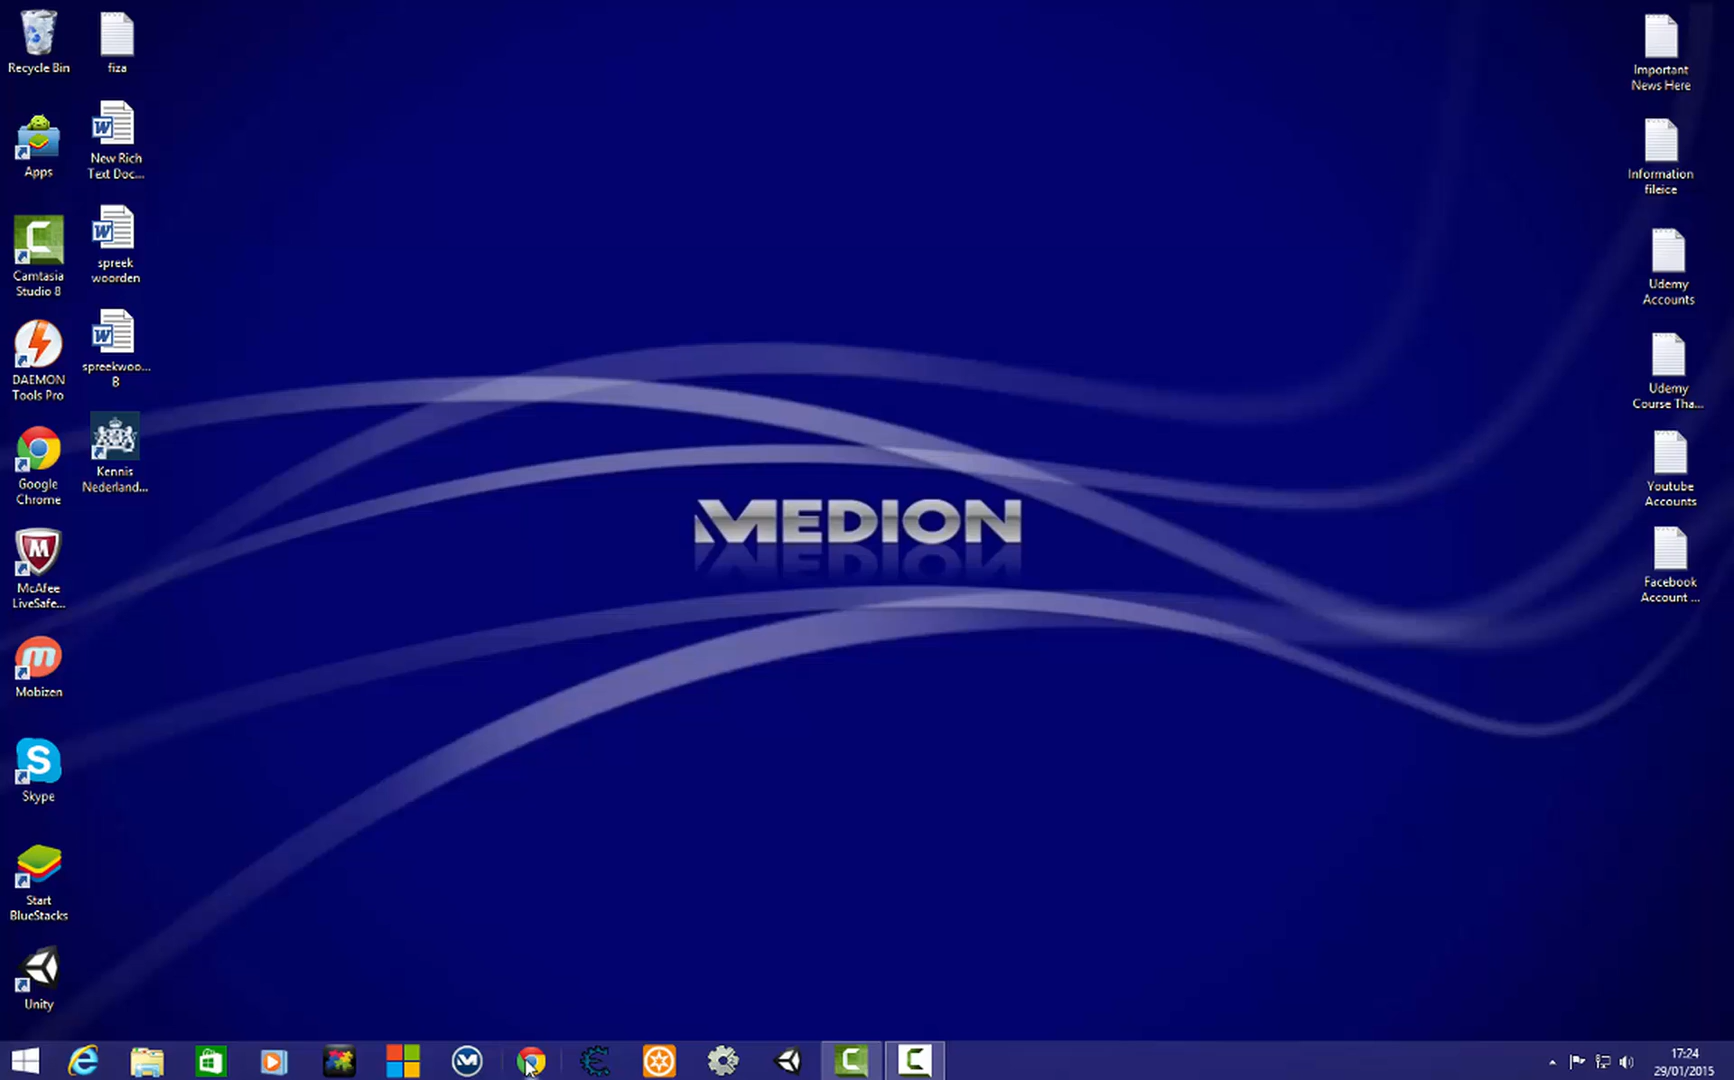 Recycle Bin
Apps
Camtasia
Studio 8
DAEMON
Tools Pro
Google
Chrome
McAfee
LiveSafe...
Mobizen
Skype
Start
BlueStacks
Unity
fiza
New Rich
Text Doc...
spreek
woorden
spreekwoo...
B
Kennis
Nederland...
MEDION
Important
News Here
Information
fileice
Udemy
Accounts
Udemy
Course Tha...
Youtube
Accounts
Facebook
Account ...
17:24
29/01/2015